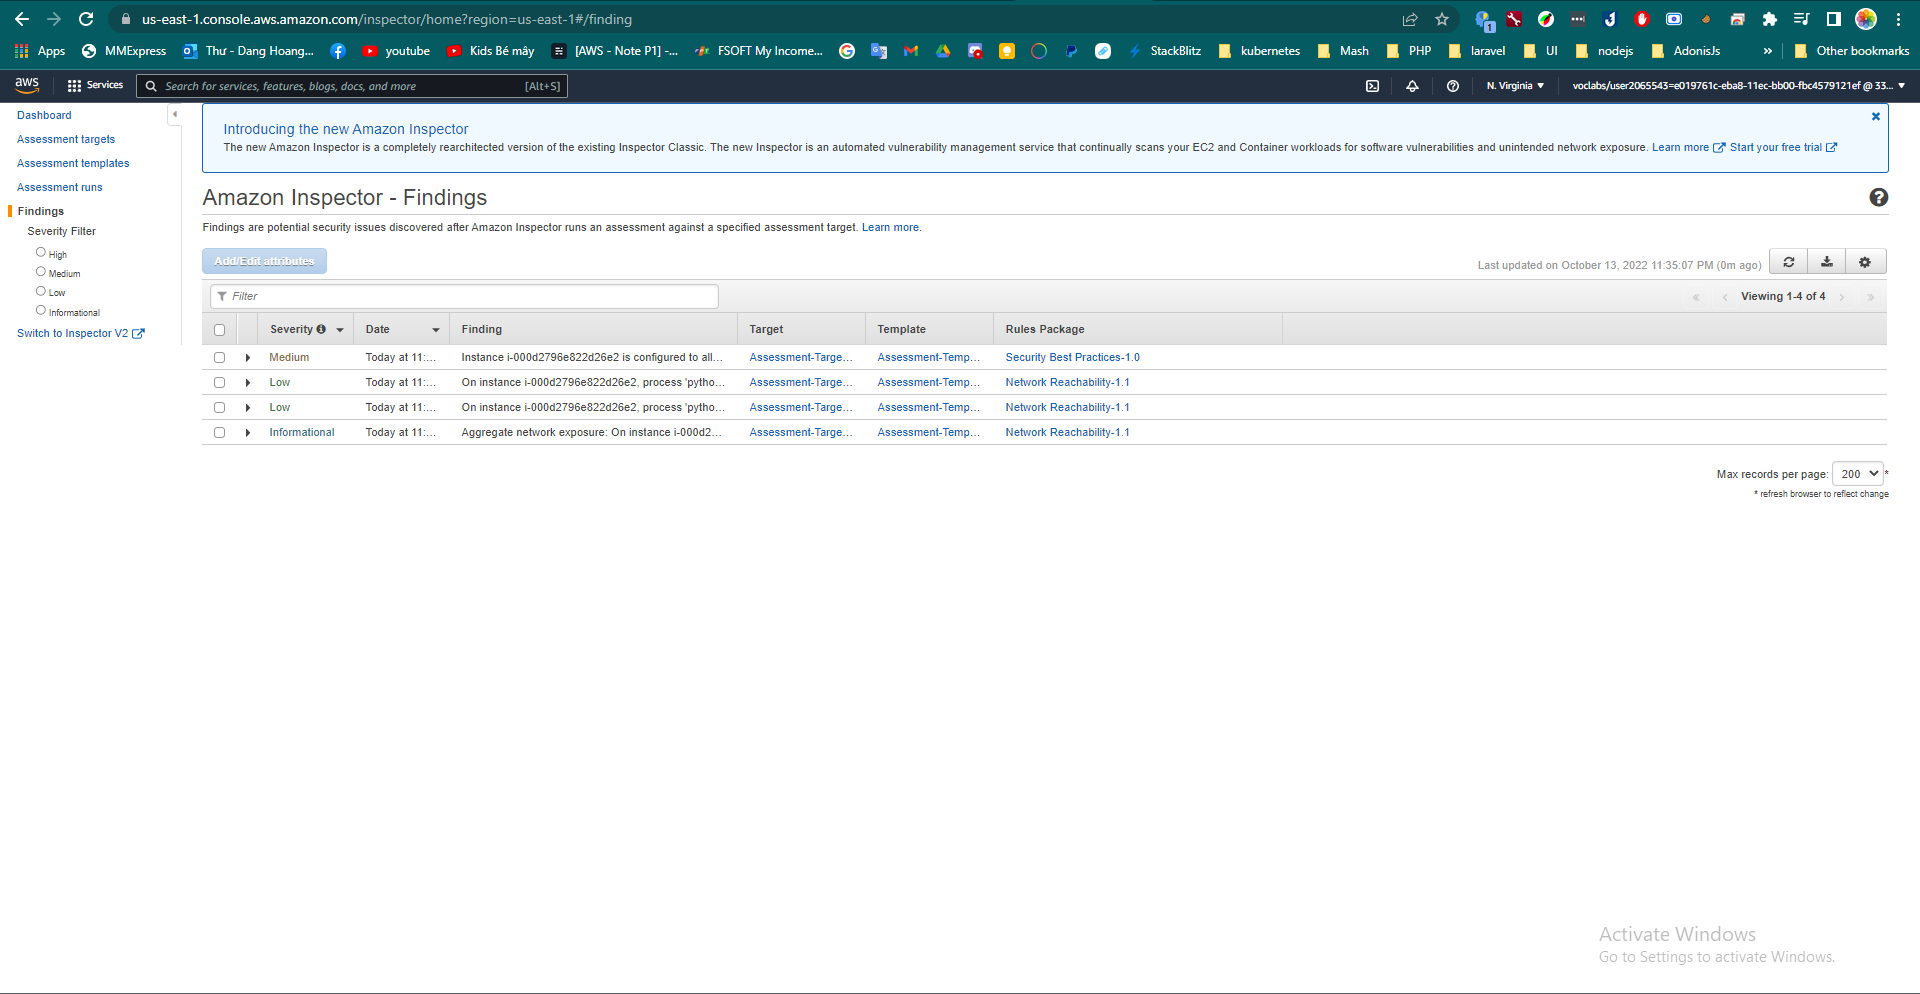 us-east-1.console.aws.amazon.com/inspector/home?region=us-east-1#/finding
1
Apps MMExpress Thư - Dang Hoang... youtube Kids Bé mây [AWS - Note P1] -... FSOFT My Income... StackBlitz kubernetes Mash PHP laravel UI nodejs AdonisJs » Other bookmarks
aws Services Search for services, features, blogs, docs, and more [Alt+S] N. Virginia voclabs/user2065543=e019761c-eba8-11ec-bb00-fbc4579121ef @ 33...
Dashboard
Assessment targets
Assessment templates
Assessment runs
Findings
Severity Filter
High
Medium
Low
Informational
Switch to Inspector V2
Introducing the new Amazon Inspector
The new Amazon Inspector is a completely rearchitected version of the existing Inspector Classic. The new Inspector is an automated vulnerability management service that continually scans your EC2 and Container workloads for software vulnerabilities and unintended network exposure. Learn more Start your free trial
Amazon Inspector - Findings
Findings are potential security issues discovered after Amazon Inspector runs an assessment against a specified assessment target. Learn more.
Add/Edit attributes
Last updated on October 13, 2022 11:35:07 PM (0m ago)
Filter
« ‹ Viewing 1-4 of 4 › »
Severity Date Finding Target Template Rules Package
Medium Today at 11:... Instance i-000d2796e822d26e2 is configured to all... Assessment-Targe... Assessment-Temp... Security Best Practices-1.0
Low Today at 11:... On instance i-000d2796e822d26e2, process 'pytho... Assessment-Targe... Assessment-Temp... Network Reachability-1.1
Low Today at 11:... On instance i-000d2796e822d26e2, process 'pytho... Assessment-Targe... Assessment-Temp... Network Reachability-1.1
Informational Today at 11:... Aggregate network exposure: On instance i-000d2... Assessment-Targe... Assessment-Temp... Network Reachability-1.1
Max records per page: 200 *
* refresh browser to reflect change
Activate Windows
Go to Settings to activate Windows.